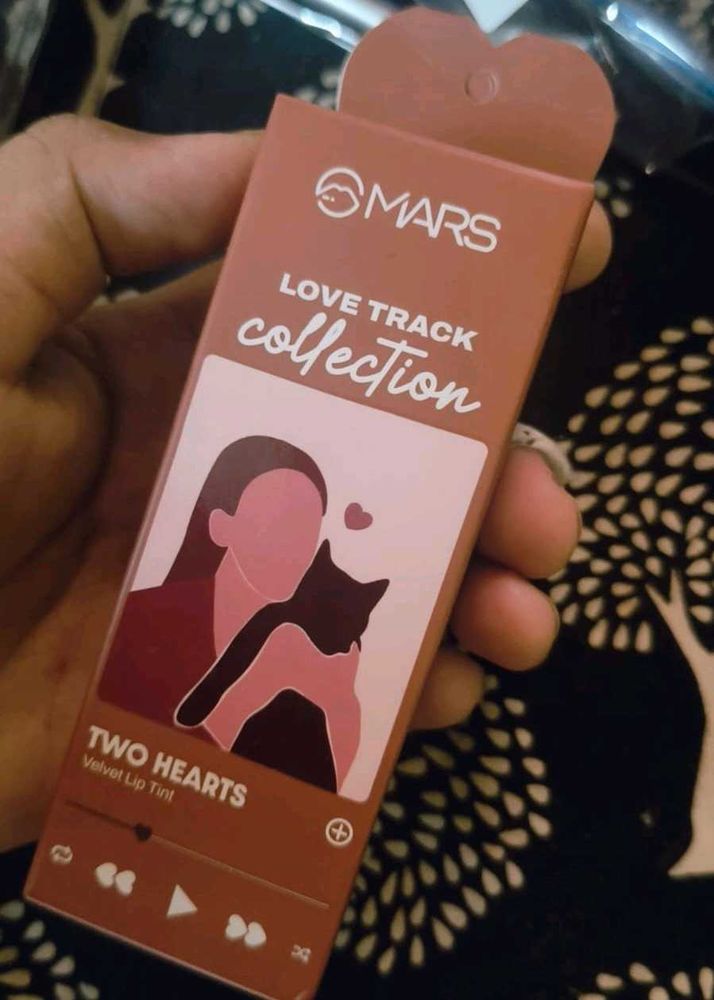 MARS
LOVE TRACK
collection
TWO HEARTS
Velvet Lip Tint